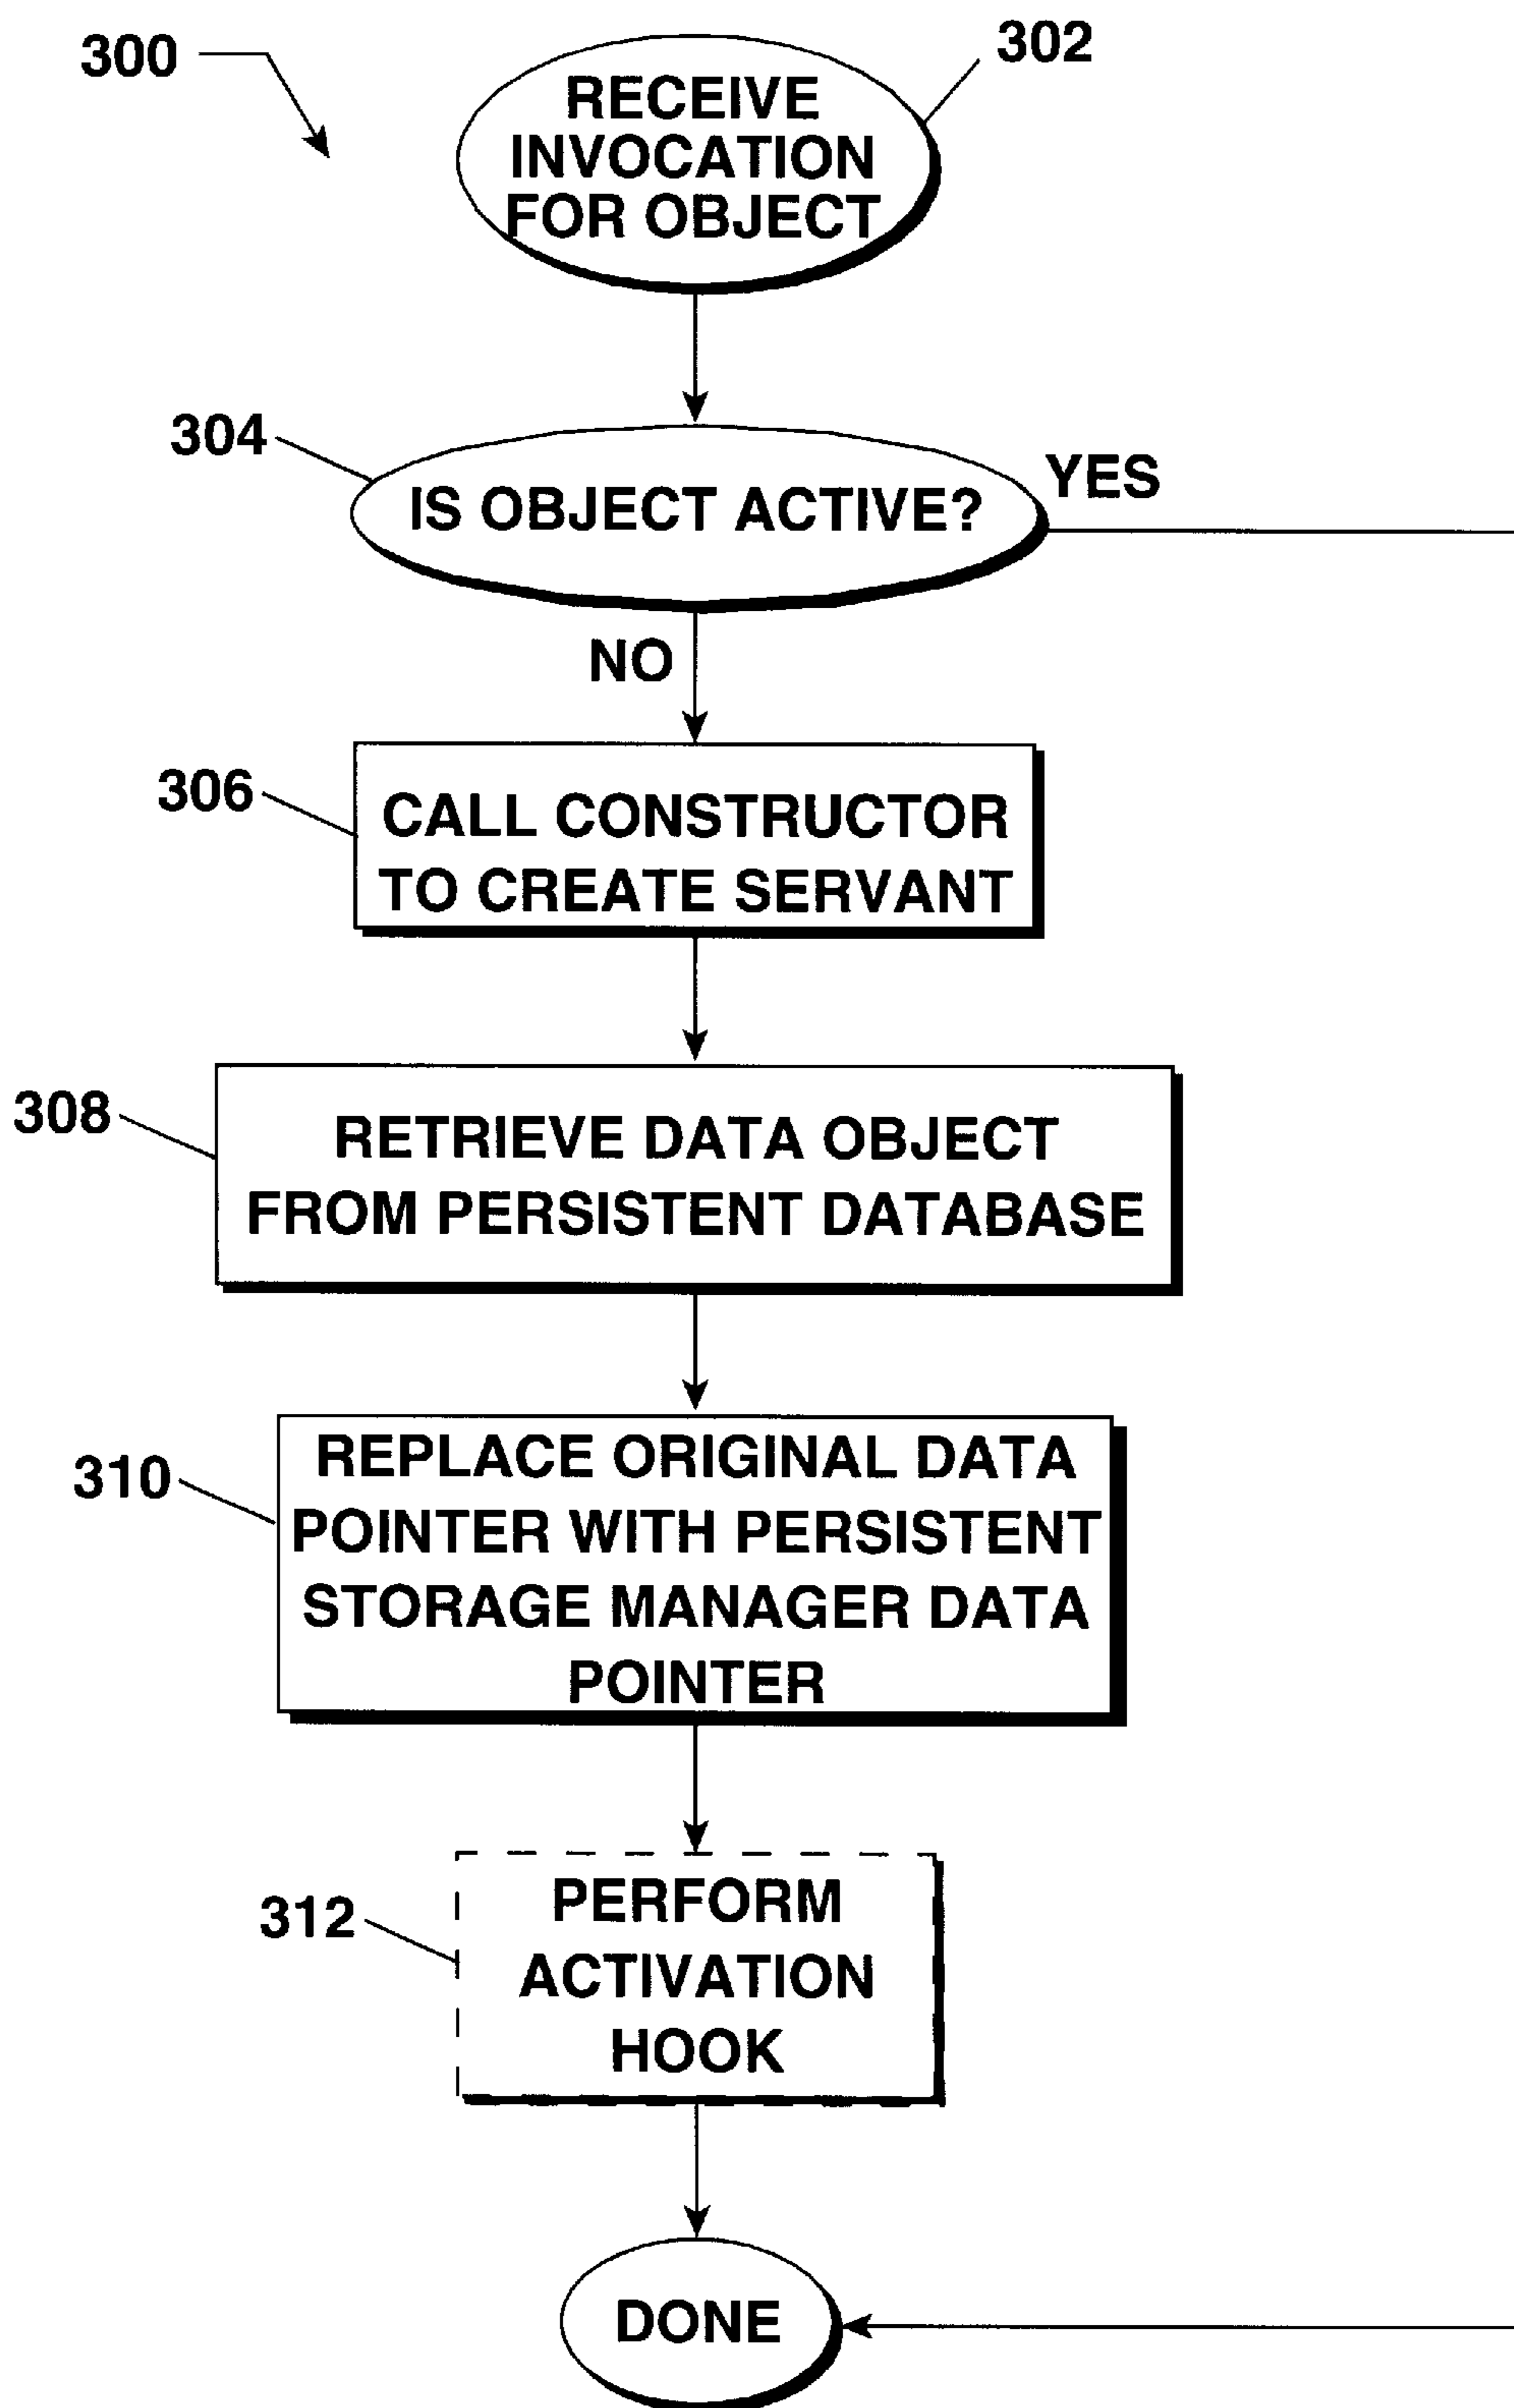 300
302
RECEIVE
INVOCATION
FOR OBJECT
304
IS OBJECT ACTIVE?
YES
NO
306
CALL CONSTRUCTOR
TO CREATE SERVANT
308
RETRIEVE DATA OBJECT
FROM PERSISTENT DATABASE
310
REPLACE ORIGINAL DATA
POINTER WITH PERSISTENT
STORAGE MANAGER DATA
POINTER
312
PERFORM
ACTIVATION
HOOK
DONE